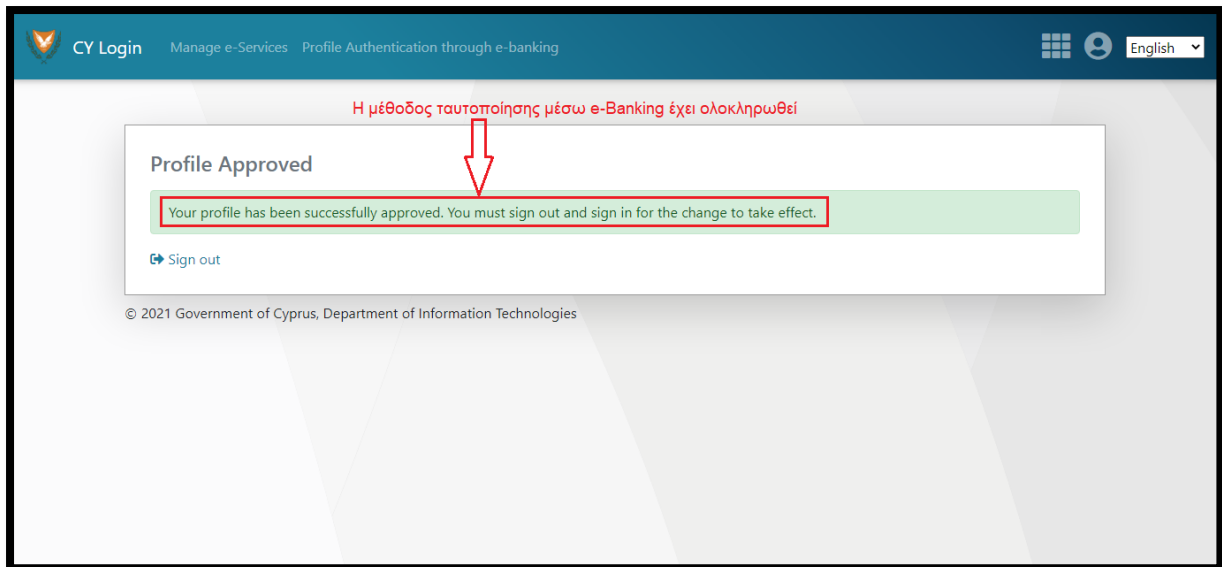 CY Login Manage e-Services Profile Authentication through e-banking English
Η μέθοδος ταυτοποίησης μέσω e-Banking έχει ολοκληρωθεί
Profile Approved
Your profile has been successfully approved. You must sign out and sign in for the change to take effect.
Sign out
© 2021 Government of Cyprus, Department of Information Technologies